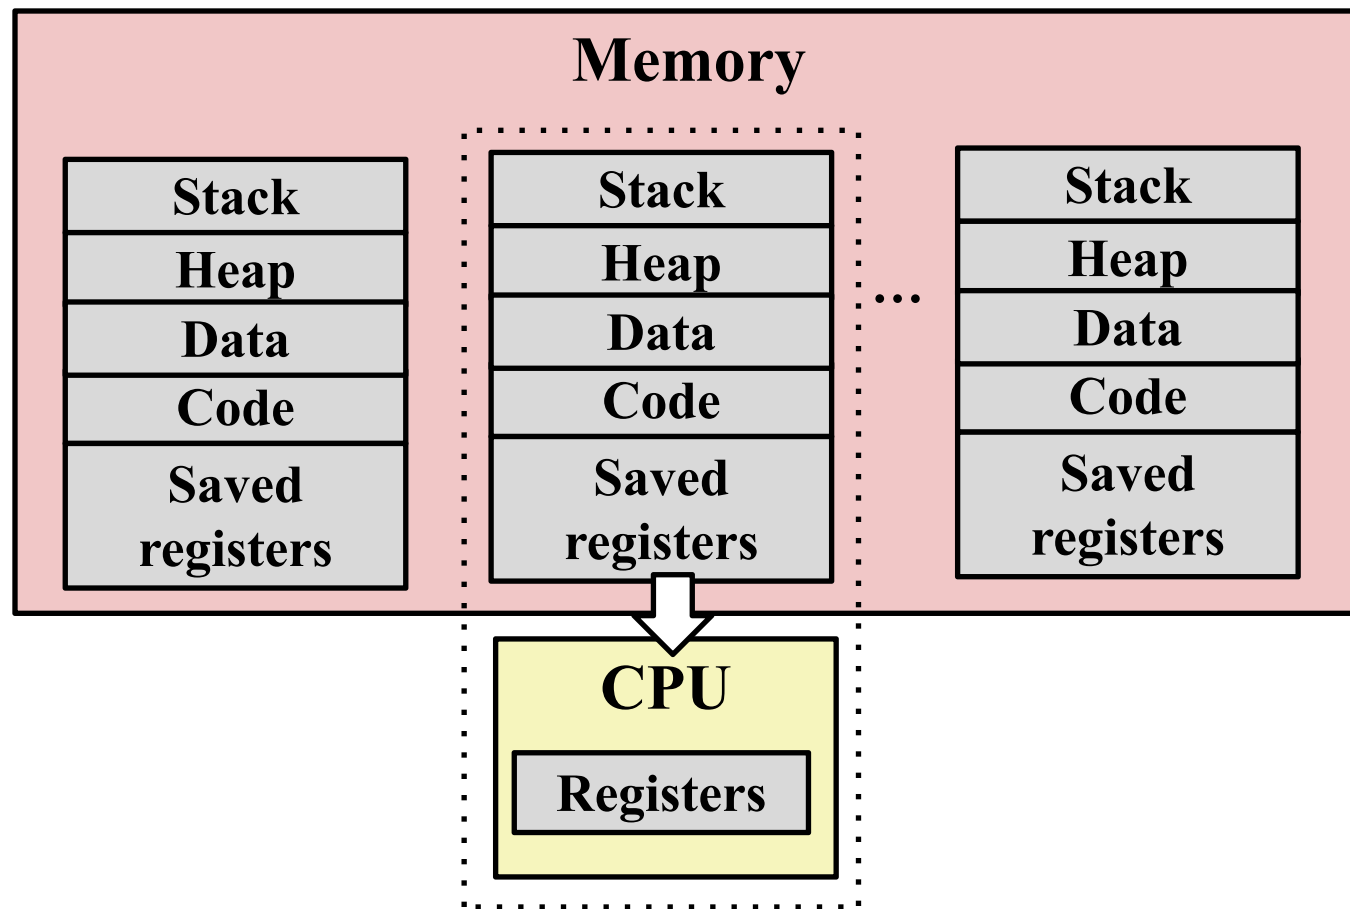 Memory
Stack
Heap
Data
Code
Saved
registers
Stack
Heap
Data
Code
Saved
registers
...
Stack
Heap
Data
Code
Saved
registers
CPU
Registers